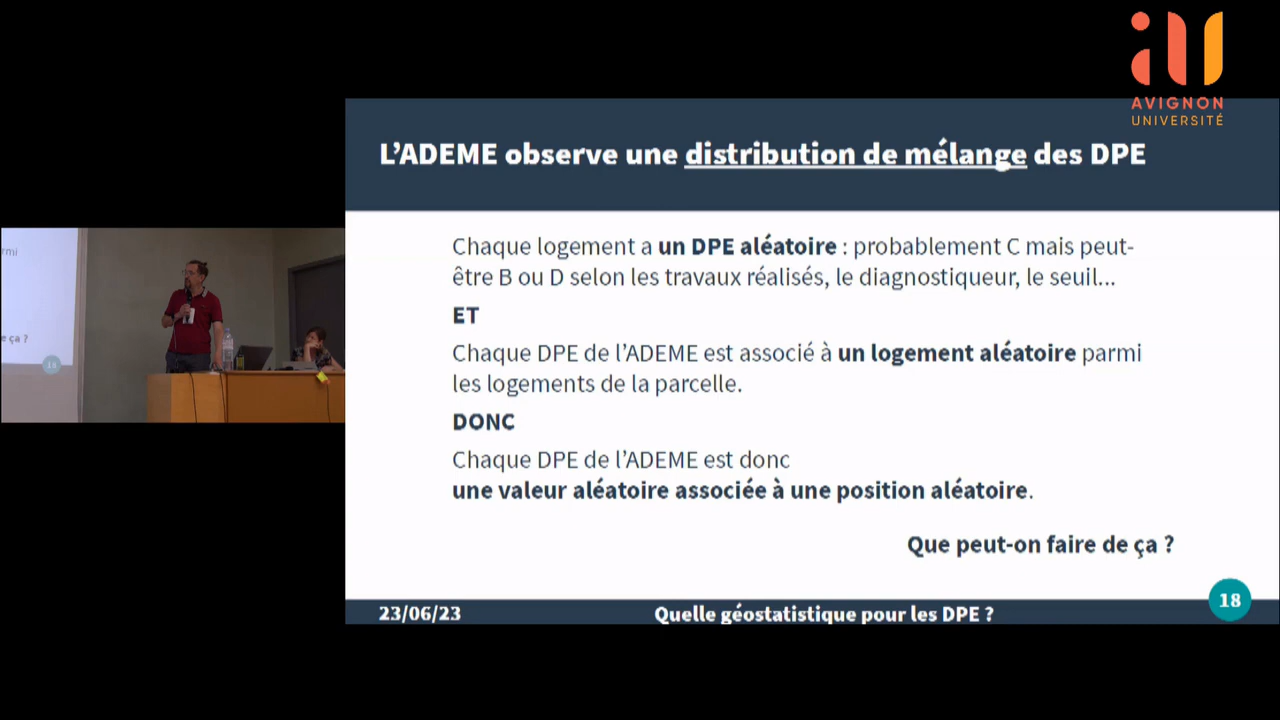 AVIGNON
UNIVERSITÉ
L’ADEME observe une distribution de mélange des DPE
Chaque logement a un DPE aléatoire : probablement C mais peut-
être B ou D selon les travaux réalisés, le diagnostiqueur, le seuil...
ET
Chaque DPE de l’ADEME est associé à un logement aléatoire parmi
les logements de la parcelle.
DONC
Chaque DPE de l’ADEME est donc
une valeur aléatoire associée à une position aléatoire.
Que peut-on faire de ça ?
23/06/23
Quelle géostatistique pour les DPE ?
18
rmi
e ça ?
18